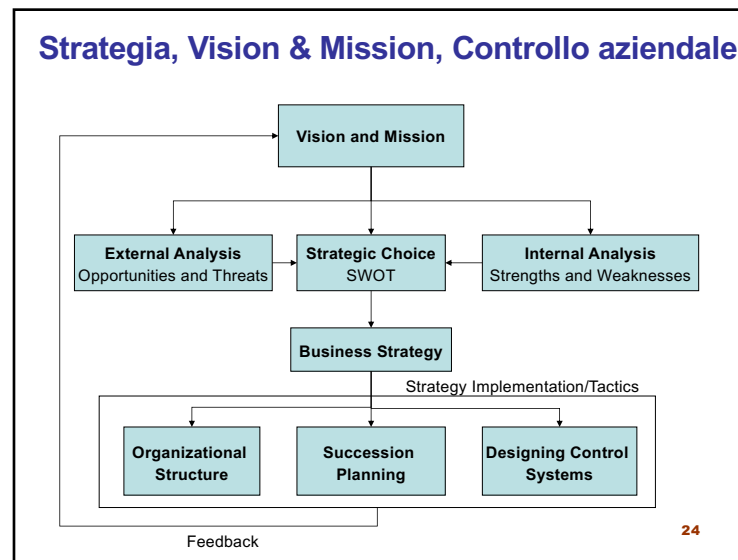 Strategia, Vision & Mission, Controllo aziendale
Vision and Mission
External Analysis
Opportunities and Threats
Strategic Choice
SWOT
Internal Analysis
Strengths and Weaknesses
Business Strategy
Strategy Implementation/Tactics
Organizational
Structure
Succession
Planning
Designing Control
Systems
Feedback
24